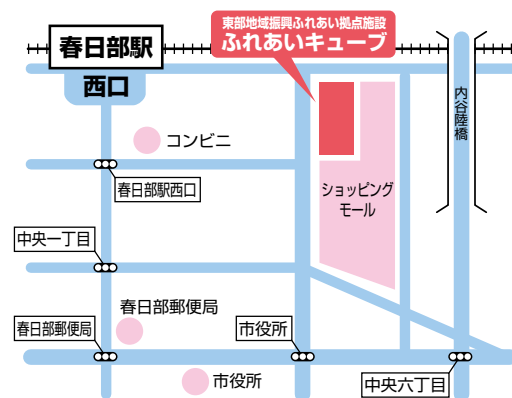 東部地域振興ふれあい拠点施設
ふれあいキューブ
春日部駅
西口
内谷陸橋
コンビニ
春日部駅西口
ショッピング
モール
中央一丁目
春日部郵便局
春日部郵便局
市役所
市役所
中央六丁目